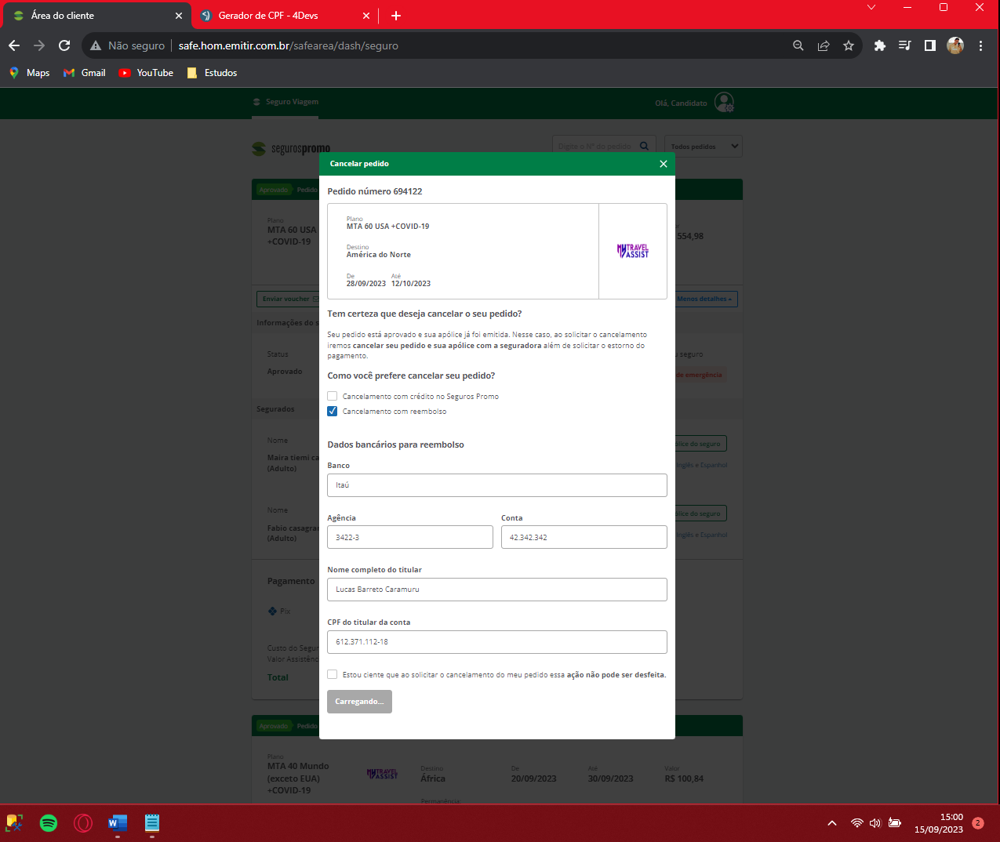 Área do cliente
Gerador de CPF - 4Devs
Não seguro
safe.hom.emitir.com.br/safearea/dash/seguro
Maps
Gmail
YouTube
Estudos
Seguro Viagem
Olá, Candidato
segurospromo
Digite o Nº do pedido
Todos pedidos
Cancelar pedido
Aprovado
Pedido
Pedido número 694122
Plano
MTA 60 USA +COVID-19
Destino
América do Norte
De
Até
28/09/2023
12/10/2023
MY TRAVEL
ASSIST
Plano
MTA 60 USA
+COVID-19
554,98
Enviar voucher
Menos detalhes
Informações do s
Tem certeza que deseja cancelar o seu pedido?
Seu pedido está aprovado e sua apólice já foi emitida. Nesse caso, ao solicitar o cancelamento
iremos cancelar seu pedido e sua apólice com a seguradora além de solicitar o estorno do
pagamento.
Status
Aprovado
u seguro
de emergência
Como você prefere cancelar seu pedido?
Cancelamento com crédito no Seguros Promo
Cancelamento com reembolso
Segurados
Nome
Maira tiemi ca
(Adulto)
ólice do seguro
Inglês e Espanhol
Nome
Fabio casagran
(Adulto)
ólice do seguro
Inglês e Espanhol
Dados bancários para reembolso
Banco
Itaú
Agência
Conta
3422-3
42.342.342
Nome completo do titular
Lucas Barreto Caramuru
CPF do titular da conta
612.371.112-18
Estou ciente que ao solicitar o cancelamento do meu pedido essa ação não pode ser desfeita.
Carregando...
Pagamento
Pix
Custo do Segur
Valor Assistênc
Total
Aprovado
Pedido
Plano
MTA 40 Mundo
(exceto EUA)
+COVID-19
MY TRAVEL
ASSIST
Destino
África
De
20/09/2023
Até
30/09/2023
Valor
R$ 100,84
Permanência:
15:00
15/09/2023
2